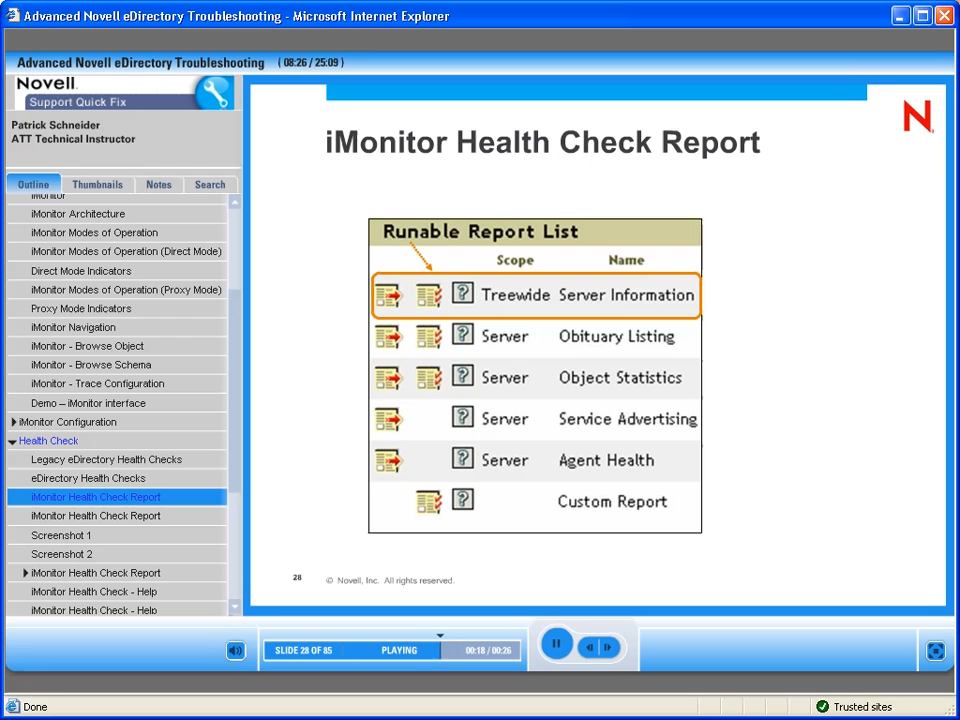 Advanced Novell eDirectory Troubleshooting - Microsoft Internet Explorer
Advanced Novell eDirectory Troubleshooting ( 08:26 / 25:09 )
Novell.
Support Quick Fix
Patrick Schneider
ATT Technical Instructor
Outline Thumbnails Notes Search
iMonitor
iMonitor Architecture
iMonitor Modes of Operation
iMonitor Modes of Operation (Direct Mode)
Direct Mode Indicators
iMonitor Modes of Operation (Proxy Mode)
Proxy Mode Indicators
iMonitor Navigation
iMonitor - Browse Object
iMonitor - Browse Schema
iMonitor - Trace Configuration
Demo – iMonitor interface
iMonitor Configuration
Health Check
Legacy eDirectory Health Checks
eDirectory Health Checks
iMonitor Health Check Report
iMonitor Health Check Report
Screenshot 1
Screenshot 2
iMonitor Health Check Report
iMonitor Health Check - Help
iMonitor Health Check - Help
N
iMonitor Health Check Report
Runable Report List
Scope Name
? Treewide Server Information
? Server Obituary Listing
? Server Object Statistics
? Server Service Advertising
? Server Agent Health
? Custom Report
28 © Novell, Inc. All rights reserved.
SLIDE 28 OF 85 PLAYING 00:18 / 00:26
Done Trusted sites